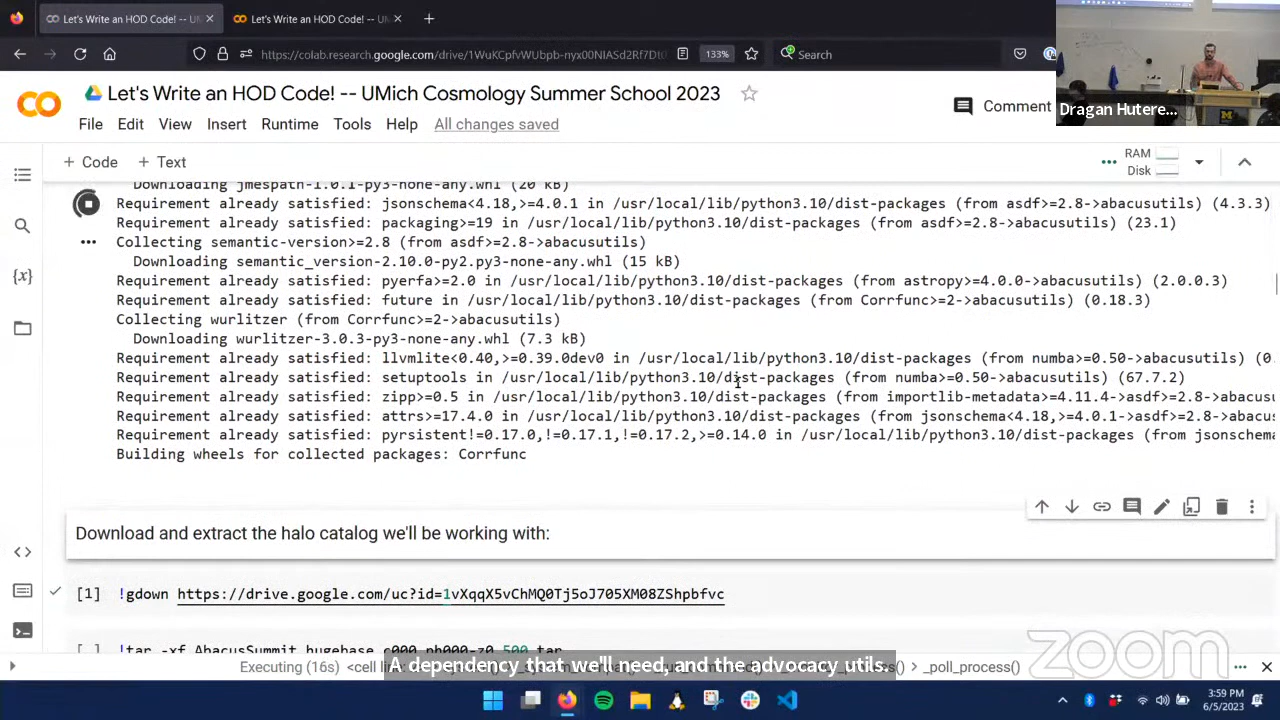 Let's Write an HOD Code! -- UM
Let's Write an HOD Code! -- UM
133%
Search
Let's Write an HOD Code! -- UMich Cosmology Summer School 2023
Comment
Dragan Hutere...
File Edit View Insert Runtime Tools Help All changes saved
+ Code + Text
RAM
Disk
Downloading jmespath-1.0.1-py3-none-any.whl (20 kB)
Requirement already satisfied: jsonschema<4.18,>=4.0.1 in /usr/local/lib/python3.10/dist-packages (from asdf>=2.8->abacusutils) (4.3.3)
Requirement already satisfied: packaging>=19 in /usr/local/lib/python3.10/dist-packages (from asdf>=2.8->abacusutils) (23.1)
Collecting semantic-version>=2.8 (from asdf>=2.8->abacusutils)
Downloading semantic_version-2.10.0-py2.py3-none-any.whl (15 kB)
Requirement already satisfied: pyerfa>=2.0 in /usr/local/lib/python3.10/dist-packages (from astropy>=4.0.0->abacusutils) (2.0.0.3)
Requirement already satisfied: future in /usr/local/lib/python3.10/dist-packages (from Corrfunc>=2->abacusutils) (0.18.3)
Collecting wurlitzer (from Corrfunc>=2->abacusutils)
Downloading wurlitzer-3.0.3-py3-none-any.whl (7.3 kB)
Requirement already satisfied: llvmlite<0.40,>=0.39.0dev0 in /usr/local/lib/python3.10/dist-packages (from numba>=0.50->abacusutils) (0.
Requirement already satisfied: setuptools in /usr/local/lib/python3.10/dist-packages (from numba>=0.50->abacusutils) (67.7.2)
Requirement already satisfied: zipp>=0.5 in /usr/local/lib/python3.10/dist-packages (from importlib-metadata>=4.11.4->asdf>=2.8->abacusu
Requirement already satisfied: attrs>=17.4.0 in /usr/local/lib/python3.10/dist-packages (from jsonschema<4.18,>=4.0.1->asdf>=2.8->abacus
Requirement already satisfied: pyrsistent!=0.17.0,!=0.17.1,!=0.17.2,>=0.14.0 in /usr/local/lib/python3.10/dist-packages (from jsonschema
Building wheels for collected packages: Corrfunc
Download and extract the halo catalog we'll be working with:
[1] !gdown https://drive.google.com/uc?id=1vXqqX5vChMQ0Tj5oJ705XM08ZShpbfvc
[ ] !tar -xf AbacusSummit_hugebase_c000_ph000-0.500.tar
zoom
Executing (16s) <cell
A dependency that we'll need, and the advocacy utils.
() > _poll_process()
3:59 PM
6/5/2023